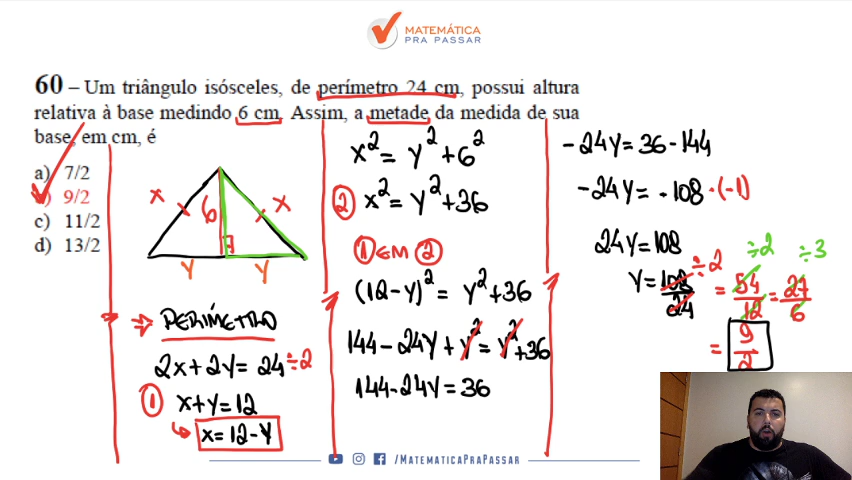 MATEMÁTICA
PRA PASSAR
60 – Um triângulo isósceles, de perímetro 24 cm, possui altura
relativa à base medindo 6 cm. Assim, a metade da medida de sua
base, em cm, é
a) 7/2
) 9/2
c) 11/2
d) 13/2
x
6
x
y
y
⇒ PERÍMETRO
2x + 2y = 24 ÷2
① x + y = 12
↳ x = 12 - y
x² = y² + 6²
② x² = y² + 36
① EM ②
(12 - y)² = y² + 36
144 - 24y + y² = y² + 36
144 - 24y = 36
- 24y = 36 - 144
- 24y = - 108 · (-1)
24y = 108
y = 108/24 ÷2 = 54/12 ÷2 = 27/6 ÷3
= 9/2
/MATEMATICAPRAPASSAR